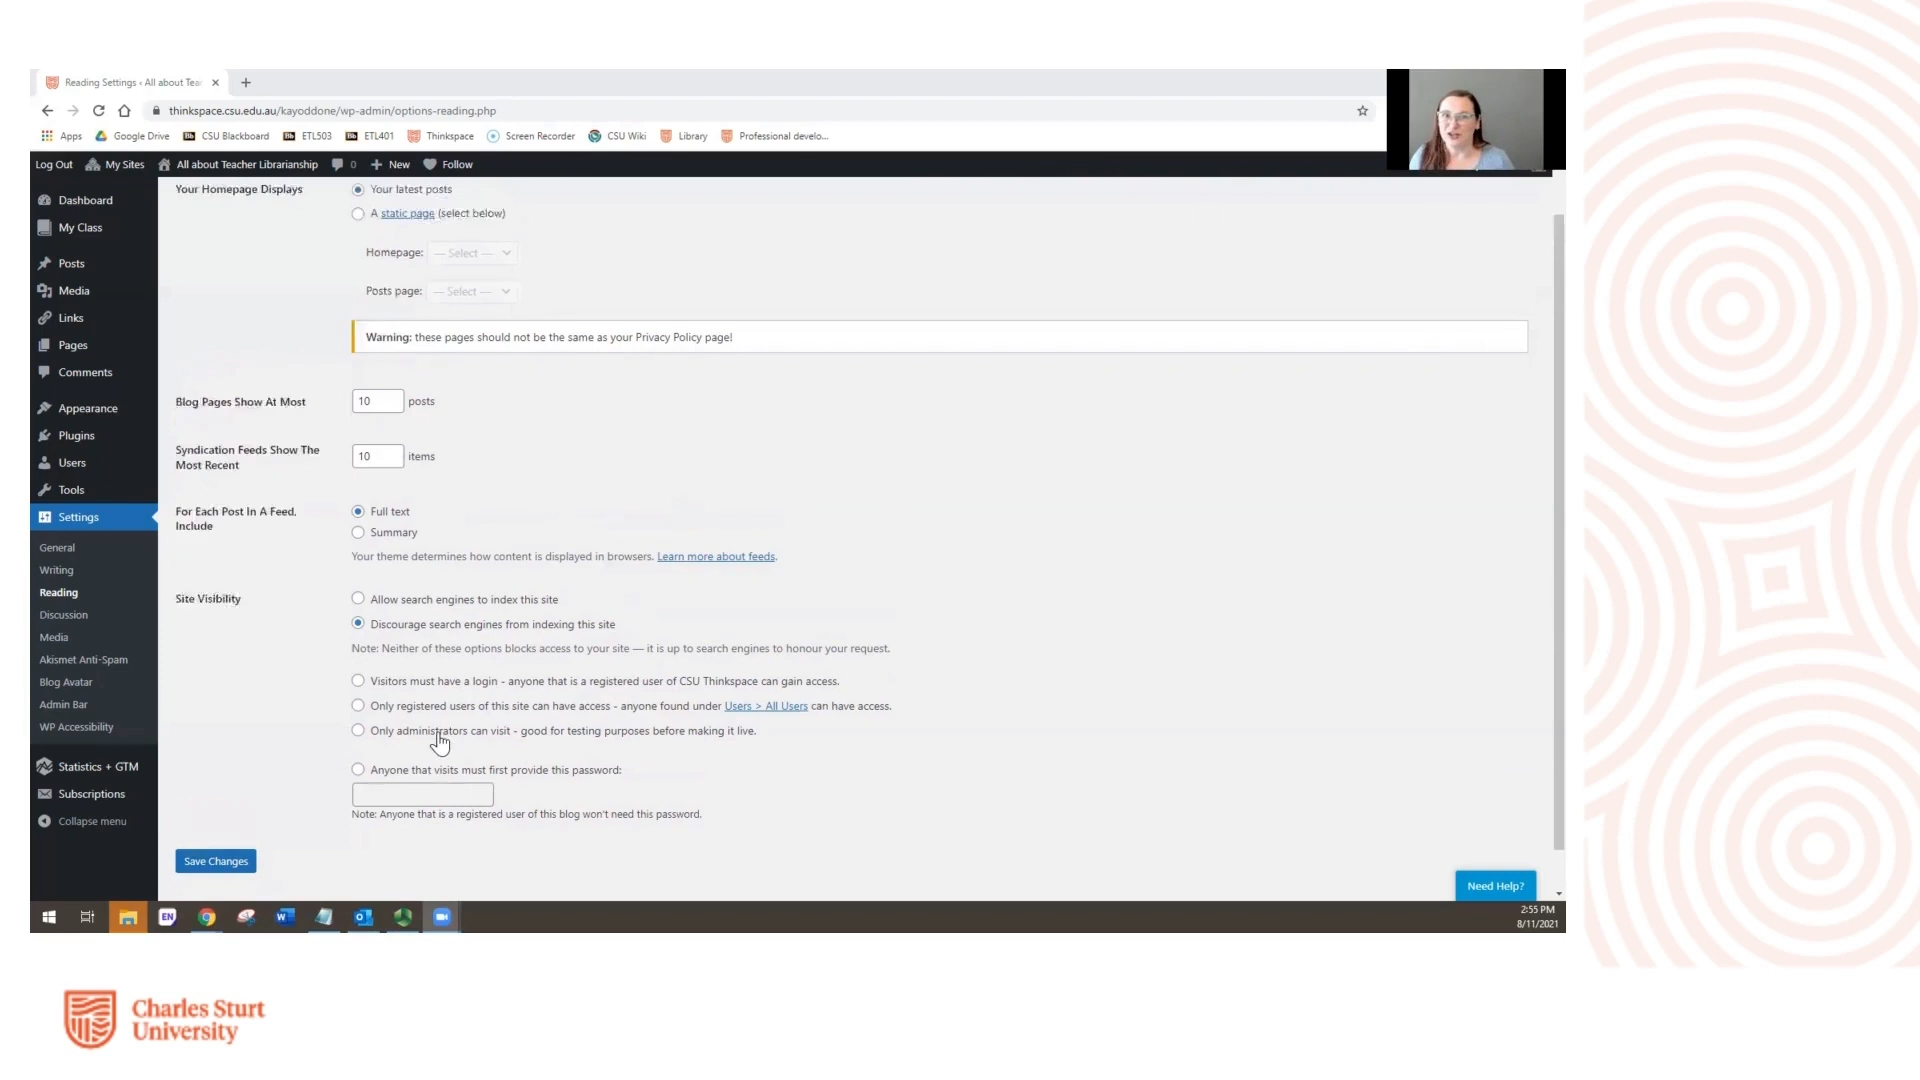 Reading Settings ‹ All about Tea
thinkspace.csu.edu.au/kayoddone/wp-admin/options-reading.php
Apps Google Drive Bb CSU Blackboard Bb ETL503 Bb ETL401 Thinkspace Screen Recorder CSU Wiki Library Professional develo...
Log Out My Sites All about Teacher Librarianship 0 New Follow
Dashboard
My Class
Posts
Media
Links
Pages
Comments
Appearance
Plugins
Users
Tools
Settings
General
Writing
Reading
Discussion
Media
Akismet Anti-Spam
Blog Avatar
Admin Bar
WP Accessibility
Statistics + GTM
Subscriptions
Collapse menu
Your Homepage Displays
Your latest posts
A static page (select below)
Homepage: — Select —
Posts page: — Select —
Warning: these pages should not be the same as your Privacy Policy page!
Blog Pages Show At Most
10 posts
Syndication Feeds Show The
Most Recent
10 items
For Each Post In A Feed,
Include
Full text
Summary
Your theme determines how content is displayed in browsers. Learn more about feeds.
Site Visibility
Allow search engines to index this site
Discourage search engines from indexing this site
Note: Neither of these options blocks access to your site — it is up to search engines to honour your request.
Visitors must have a login - anyone that is a registered user of CSU Thinkspace can gain access.
Only registered users of this site can have access - anyone found under Users > All Users can have access.
Only administrators can visit - good for testing purposes before making it live.
Anyone that visits must first provide this password:
Note: Anyone that is a registered user of this blog won't need this password.
Save Changes
Need Help?
EN
2:55 PM
8/11/2021
Charles Sturt
University